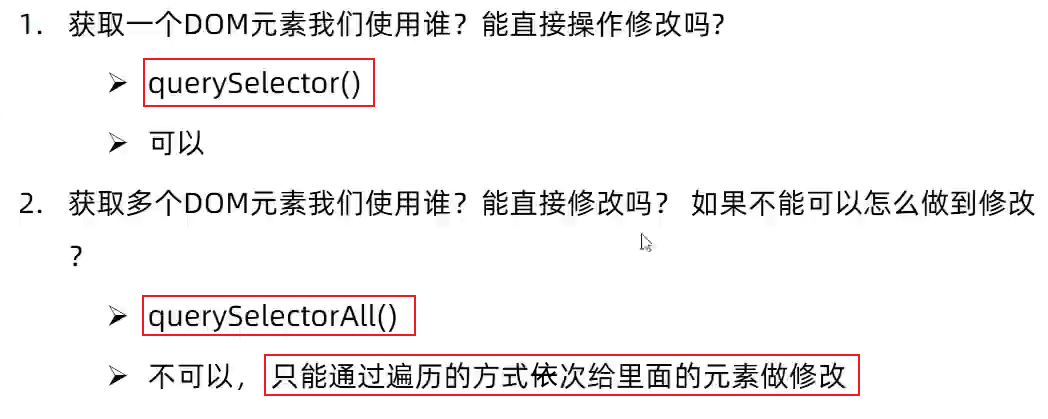 1. 获取一个DOM元素我们使用谁？能直接操作修改吗？
➢ querySelector()
➢ 可以
2. 获取多个DOM元素我们使用谁？能直接修改吗？ 如果不能可以怎么做到修改
？
➢ querySelectorAll()
➢ 不可以，只能通过遍历的方式依次给里面的元素做修改